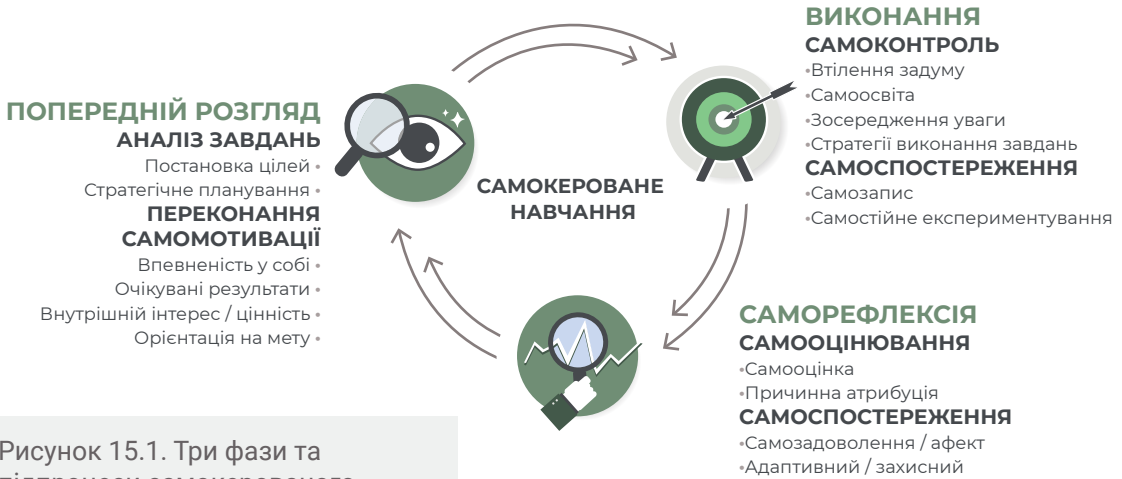 ПОПЕРЕДНІЙ РОЗГЛЯД
АНАЛІЗ ЗАВДАНЬ
Постановка цілей •
Стратегічне планування •
ПЕРЕКОНАННЯ
САМОМОТИВАЦІЇ
Впевненість у собі •
Очікувані результати •
Внутрішній інтерес / цінність •
Орієнтація на мету •
САМОКЕРОВАНЕ
НАВЧАННЯ
ВИКОНАННЯ
САМОКОНТРОЛЬ
•Втілення задуму
•Самоосвіта
•Зосередження уваги
•Стратегії виконання завдань
САМОСПОСТЕРЕЖЕННЯ
•Самозапис
•Самостійне експериментування
САМОРЕФЛЕКСІЯ
САМООЦІНЮВАННЯ
•Самооцінка
•Причинна атрибуція
САМОСПОСТЕРЕЖЕННЯ
•Самозадоволення / афект
•Адаптивний / захисний
Рисунок 15.1. Три фази та